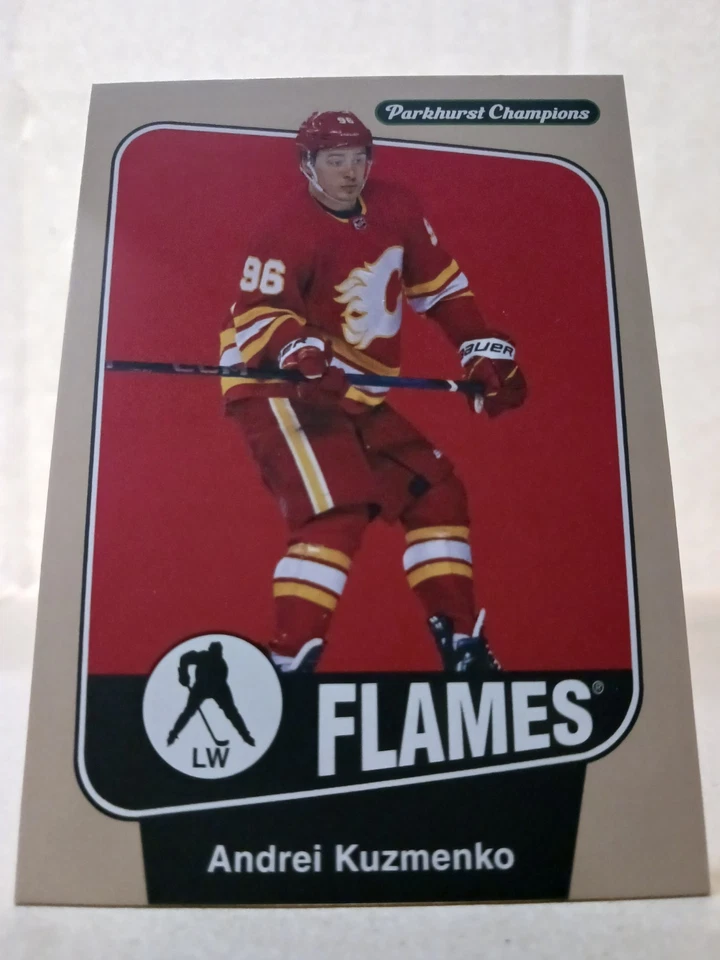 Parkhurst Champions
96
96
BAUER
FLAMES®
LW
Andrei Kuzmenko